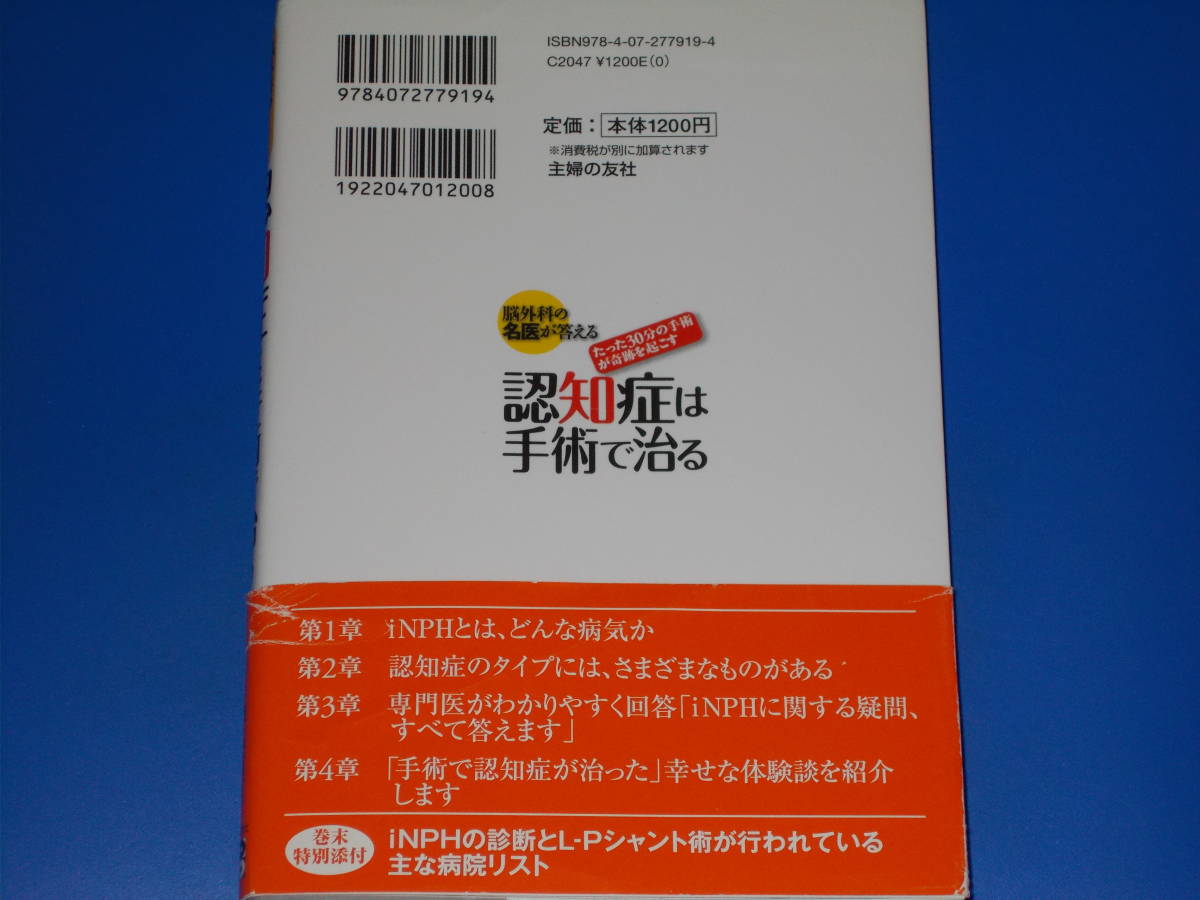 ISBN978-4-07-277919-4
C2047 ¥1200E(0)
9784072779194
定価：本体1200円
※消費税が別に加算されます
主婦の友社
1922047012008
脳外科の
名医が答える
たった30分の手術
が奇跡を起こす
認知症は
手術で治る
第1章 iNPHとは、どんな病気か
第2章 認知症のタイプには、さまざまなものがある
第3章 専門医がわかりやすく回答「iNPHに関する疑問、
すべて答えます」
第4章 「手術で認知症が治った」幸せな体験談を紹介
します
巻末
特別添付
iNPHの診断とL-Pシャント術が行われている
主な病院リスト